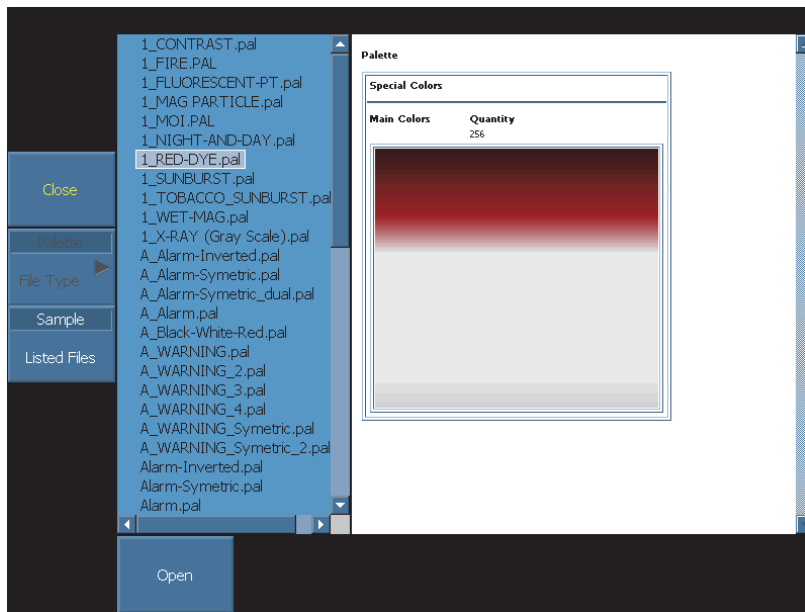 1_CONTRAST.pal
1_FIRE.PAL
1_FLUORESCENT-PT.pal
1_MAG PARTICLE.pal
1_MOI.PAL
1_NIGHT-AND-DAY.pal
1_RED-DYE.pal
1_SUNBURST.pal
1_TOBACCO_SUNBURST.pal
1_WET-MAG.pal
1_X-RAY (Gray Scale).pal
A_Alarm-Inverted.pal
A_Alarm-Symetric.pal
A_Alarm-Symetric_dual.pal
A_Alarm.pal
A_Black-White-Red.pal
A_WARNING.pal
A_WARNING_2.pal
A_WARNING_3.pal
A_WARNING_4.pal
A_WARNING_Symetric.pal
A_WARNING_Symetric_2.pal
Alarm-Inverted.pal
Alarm-Symetric.pal
Alarm.pal
Close
Palette
File Type
Sample
Listed Files
Open
Palette
Special Colors
Main Colors Quantity
256